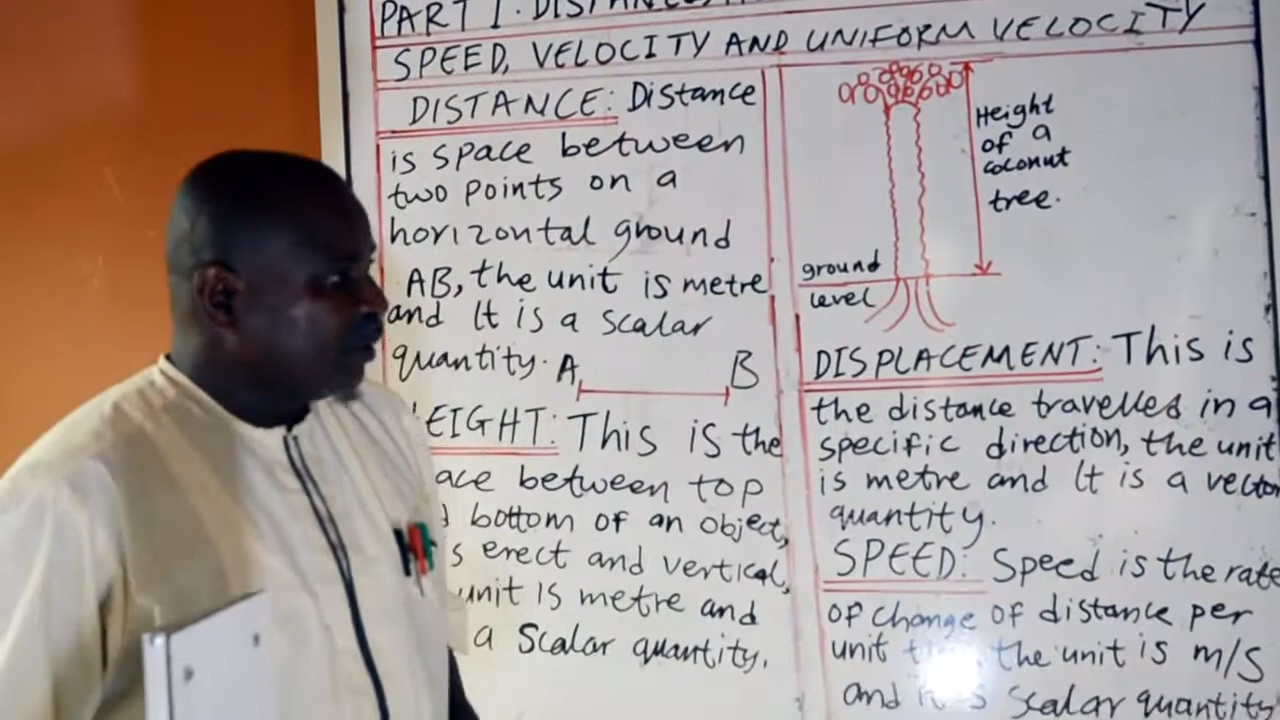 PART 1: DISTANCE
SPEED, VELOCITY AND UNIFORM VELOCITY
DISTANCE: Distance
is space between
two points on a
horizontal ground
AB, the unit is metre
and It is a scalar
quantity. A B
EIGHT: This is the
ace between top
bottom of an object,
s erect and vertical,
unit is metre and
a Scalar quantity.
Height
of a
coconut
tree.
ground
level
DISPLACEMENT: This is
the distance travelled in a
specific direction, the unit
is metre and It is a vector
quantity.
SPEED: Speed is the rate
of change of distance per
unit the unit is m/s
and scalar quantity